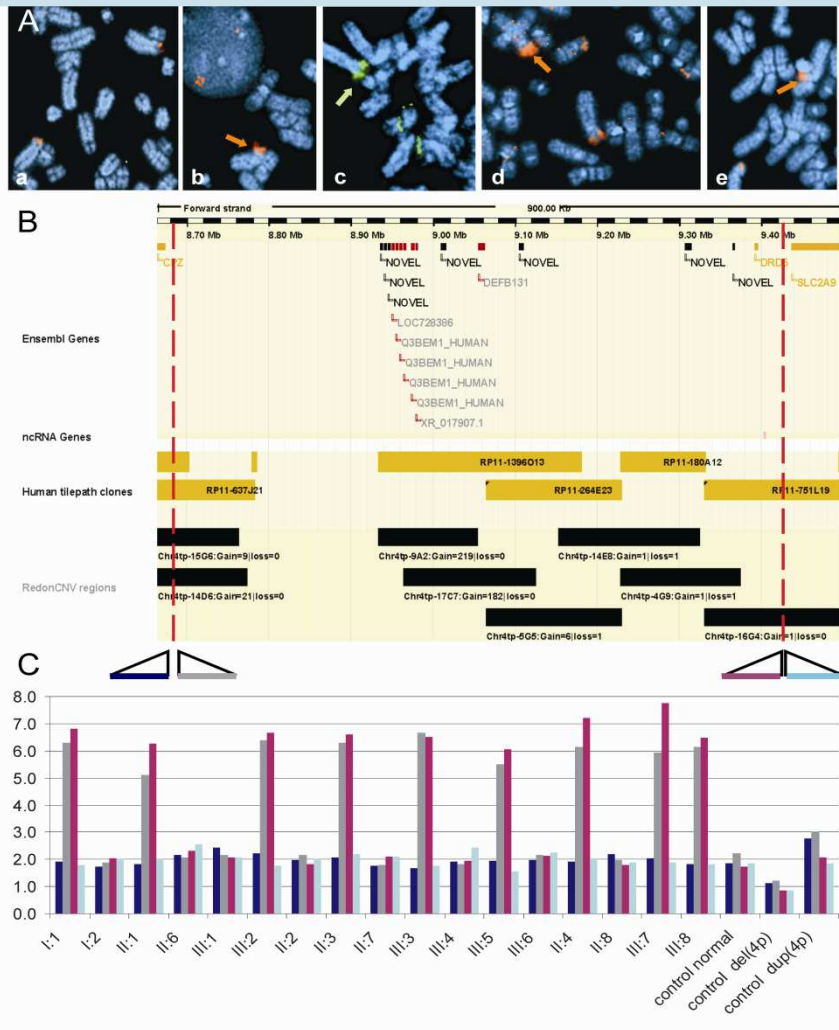 A
a
b
c
d
e
B
Forward strand 900.00 Kb
8.70 Mb 8.80 Mb 8.90 Mb 9.00 Mb 9.10 Mb 9.20 Mb 9.30 Mb 9.40 Mb
CPZ NOVEL NOVEL NOVEL NOVEL DRD5
NOVEL DEFB131 NOVEL SLC2A9
NOVEL
LOC728386
Ensembl Genes
Q3BEM1_HUMAN
Q3BEM1_HUMAN
Q3BEM1_HUMAN
Q3BEM1_HUMAN
XR_017907.1
ncRNA Genes
RP11-1396O13 RP11-180A12
Human tilepath clones RP11-637J21 RP11-264E23 RP11-751L19
Chr4tp-15G6:Gain=9|loss=0 Chr4tp-9A2:Gain=219|loss=0 Chr4tp-14E8:Gain=1|loss=1
RedonCNV regions
Chr4tp-14D6:Gain=21|loss=0 Chr4tp-17C7:Gain=182|loss=0 Chr4tp-4G9:Gain=1|loss=1
Chr4tp-5G5:Gain=6|loss=1 Chr4tp-16G4:Gain=1|loss=0
C
8.0
7.0
6.0
5.0
4.0
3.0
2.0
1.0
0.0
I:1 I:2 II:1 II:6 III:1 III:2 II:2 II:3 II:7 III:3 III:4 III:5 III:6 II:4 II:8 III:7 III:8 control normal control del(4p) control dup(4p)